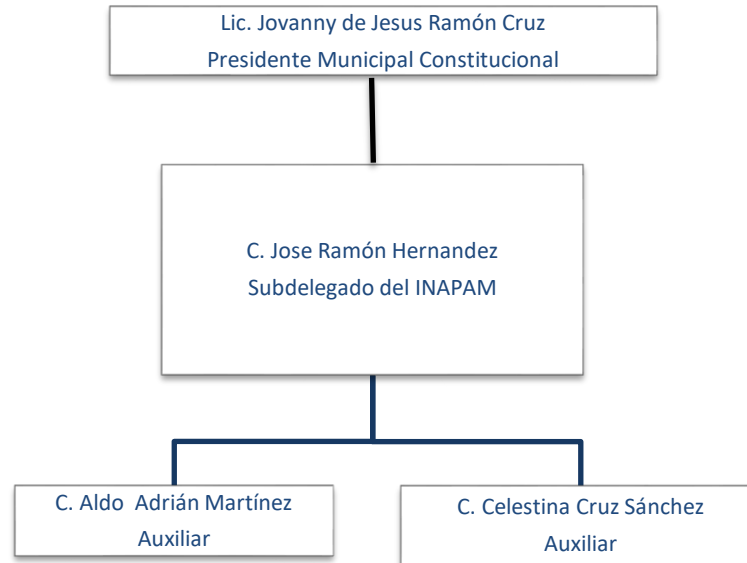 Lic. Jovanny de Jesus Ramón Cruz
Presidente Municipal Constitucional
C. Jose Ramón Hernandez
Subdelegado del INAPAM
C. Aldo Adrián Martínez
Auxiliar
C. Celestina Cruz Sánchez
Auxiliar